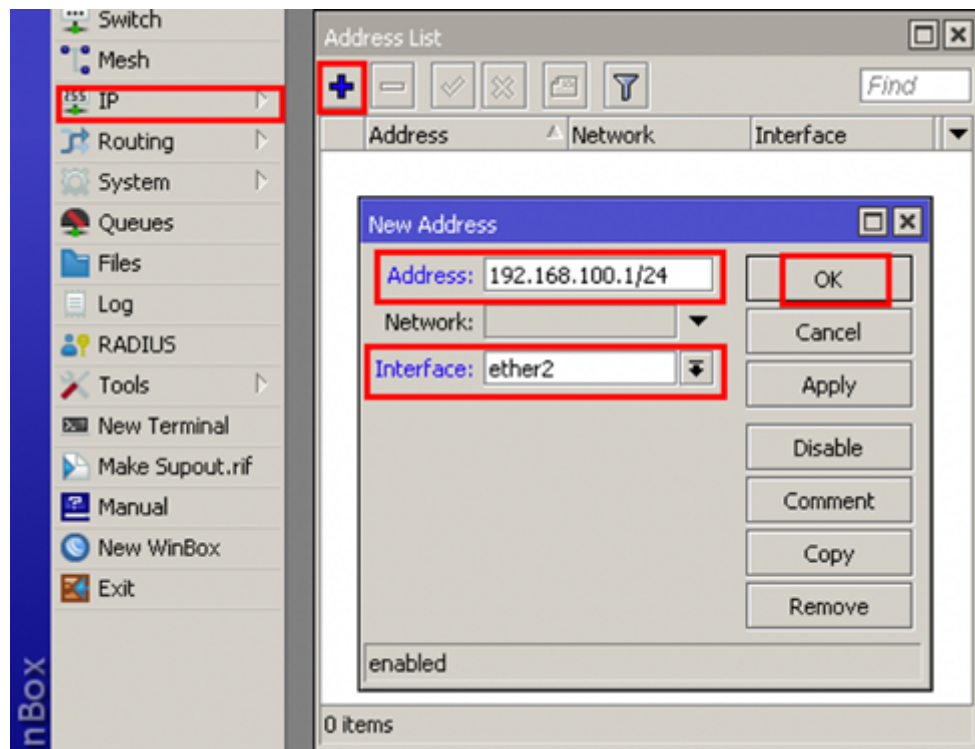 Switch
Mesh
255 IP
Routing
System
Queues
Files
Log
RADIUS
Tools
New Terminal
Make Supout.rif
Manual
New WinBox
Exit
nBox
Address List
Find
Address Network Interface
New Address
Address: 192.168.100.1/24
Network:
Interface: ether2
OK
Cancel
Apply
Disable
Comment
Copy
Remove
enabled
0 items